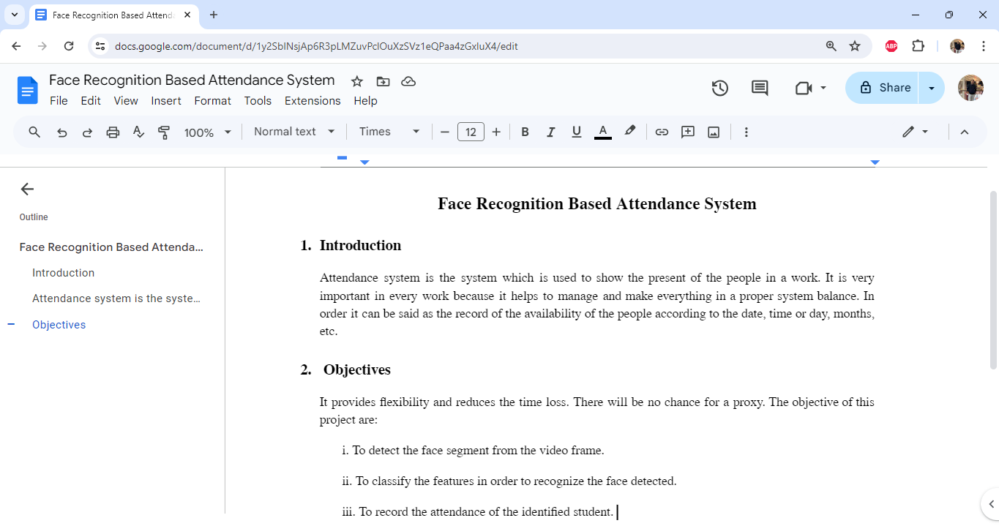 Face Recognition Based Attenda
docs.google.com/document/d/1y2SbINsjAp6R3pLMZuvPclOuXzSVz1eQPaa4zGxIuX4/edit
ABP
Face Recognition Based Attendance System
File Edit View Insert Format Tools Extensions Help
Share
100% Normal text Times 12 B I U A
Outline
Face Recognition Based Attenda...
Introduction
Attendance system is the syste...
Objectives
Face Recognition Based Attendance System
1. Introduction
Attendance system is the system which is used to show the present of the people in a work. It is very
important in every work because it helps to manage and make everything in a proper system balance. In
order it can be said as the record of the availability of the people according to the date, time or day, months,
etc.
2. Objectives
It provides flexibility and reduces the time loss. There will be no chance for a proxy. The objective of this
project are:
i. To detect the face segment from the video frame.
ii. To classify the features in order to recognize the face detected.
iii. To record the attendance of the identified student.